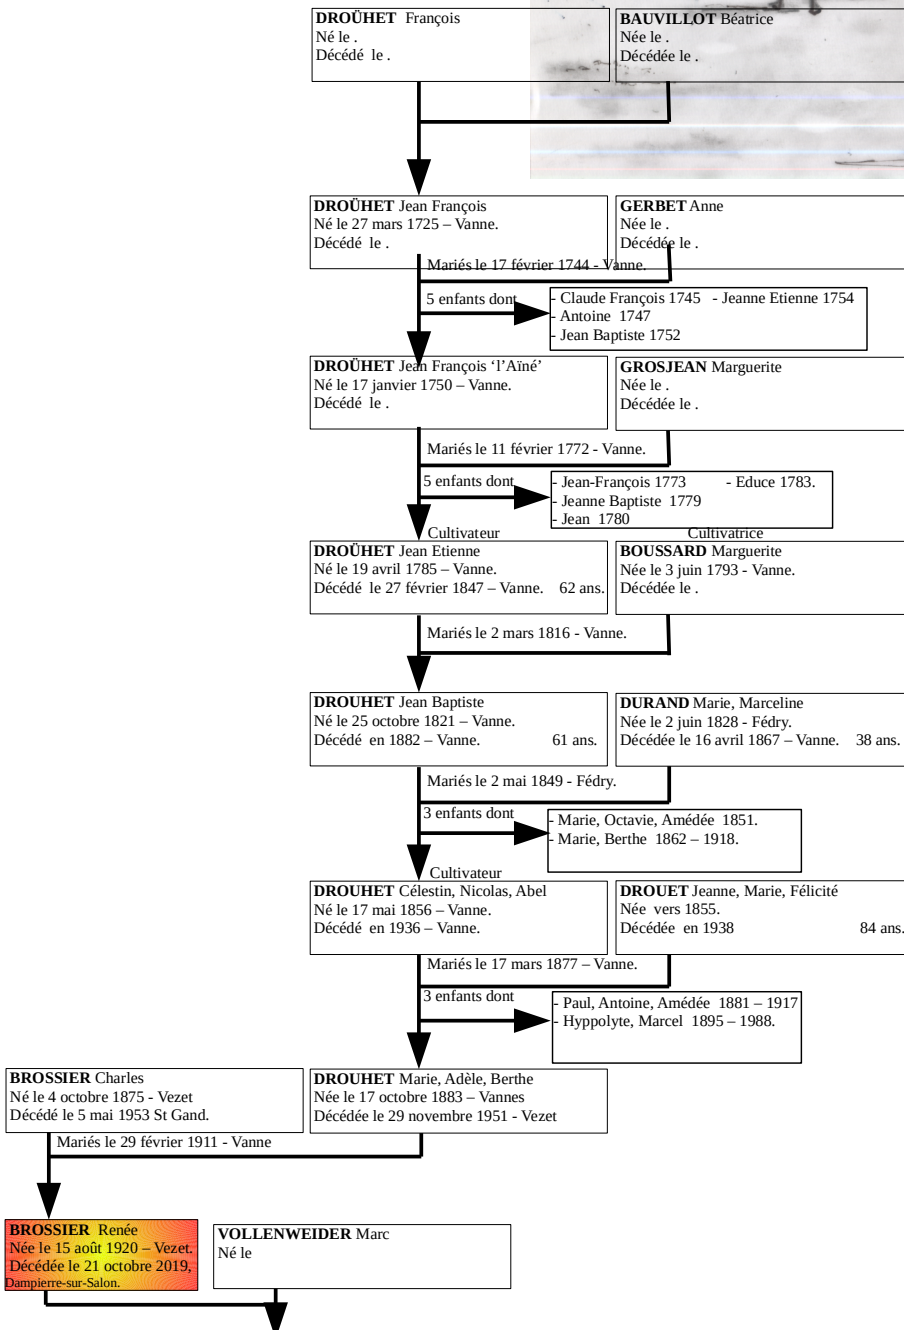 DROÜHET François
Né le .
Décédé le .
BAUVILLOT Béatrice
Née le .
Décédée le .
DROÜHET Jean François
Né le 27 mars 1725 – Vanne.
Décédé le .
GERBET Anne
Née le .
Décédée le .
Mariés le 17 février 1744 - Vanne.
5 enfants dont
- Claude François 1745 - Jeanne Etienne 1754
- Antoine 1747
- Jean Baptiste 1752
DROÜHET Jean François ‘l’Aïné’
Né le 17 janvier 1750 – Vanne.
Décédé le .
GROSJEAN Marguerite
Née le .
Décédée le .
Mariés le 11 février 1772 - Vanne.
5 enfants dont
- Jean-François 1773 - Educe 1783.
- Jeanne Baptiste 1779
- Jean 1780
Cultivateur
DROÜHET Jean Etienne
Né le 19 avril 1785 – Vanne.
Décédé le 27 février 1847 – Vanne. 62 ans.
Cultivatrice
BOUSSARD Marguerite
Née le 3 juin 1793 - Vanne.
Décédée le .
Mariés le 2 mars 1816 - Vanne.
DROUHET Jean Baptiste
Né le 25 octobre 1821 – Vanne.
Décédé en 1882 – Vanne. 61 ans.
DURAND Marie, Marceline
Née le 2 juin 1828 - Fédry.
Décédée le 16 avril 1867 – Vanne. 38 ans.
Mariés le 2 mai 1849 - Fédry.
3 enfants dont
- Marie, Octavie, Amédée 1851.
- Marie, Berthe 1862 – 1918.
Cultivateur
DROUHET Célestin, Nicolas, Abel
Né le 17 mai 1856 – Vanne.
Décédé en 1936 – Vanne.
DROUET Jeanne, Marie, Félicité
Née vers 1855.
Décédée en 1938 84 ans.
Mariés le 17 mars 1877 – Vanne.
3 enfants dont
- Paul, Antoine, Amédée 1881 – 1917
- Hyppolyte, Marcel 1895 – 1988.
BROSSIER Charles
Né le 4 octobre 1875 - Vezet
Décédé le 5 mai 1953 St Gand.
DROUHET Marie, Adèle, Berthe
Née le 17 octobre 1883 – Vannes
Décédée le 29 novembre 1951 - Vezet
Mariés le 29 février 1911 - Vanne
BROSSIER Renée
Née le 15 août 1920 – Vezet.
Décédée le 21 octobre 2019,
Dampierre-sur-Salon.
VOLLENWEIDER Marc
Né le